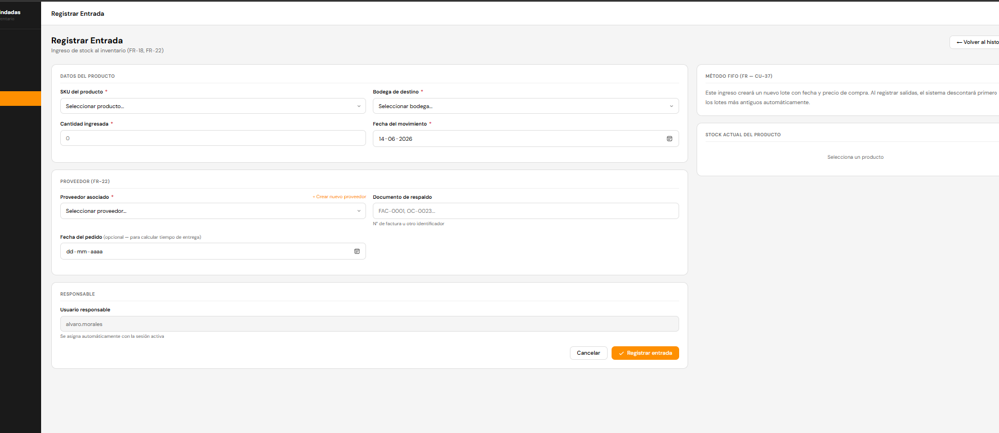 indadas
entario
Registrar Entrada
Registrar Entrada
Ingreso de stock al inventario (FR-18, FR-22)
← Volver al histo
DATOS DEL PRODUCTO
SKU del producto *
Bodega de destino *
Seleccionar producto...
Seleccionar bodega...
Cantidad ingresada *
Fecha del movimiento *
0
14-06-2026
PROVEEDOR (FR-22)
Proveedor asociado *
+ Crear nuevo proveedor
Documento de respaldo
Seleccionar proveedor...
FAC-0001, OC-0023...
N° de factura u otro identificador
Fecha del pedido (opcional — para calcular tiempo de entrega)
dd-mm-aaaa
RESPONSABLE
Usuario responsable
alvaro.morales
Se asigna automáticamente con la sesión activa
Cancelar
✓ Registrar entrada
MÉTODO FIFO (FR — CU-37)
Este ingreso creará un nuevo lote con fecha y precio de compra. Al registrar salidas, el sistema descontará primero
los lotes más antiguos automáticamente.
STOCK ACTUAL DEL PRODUCTO
Selecciona un producto